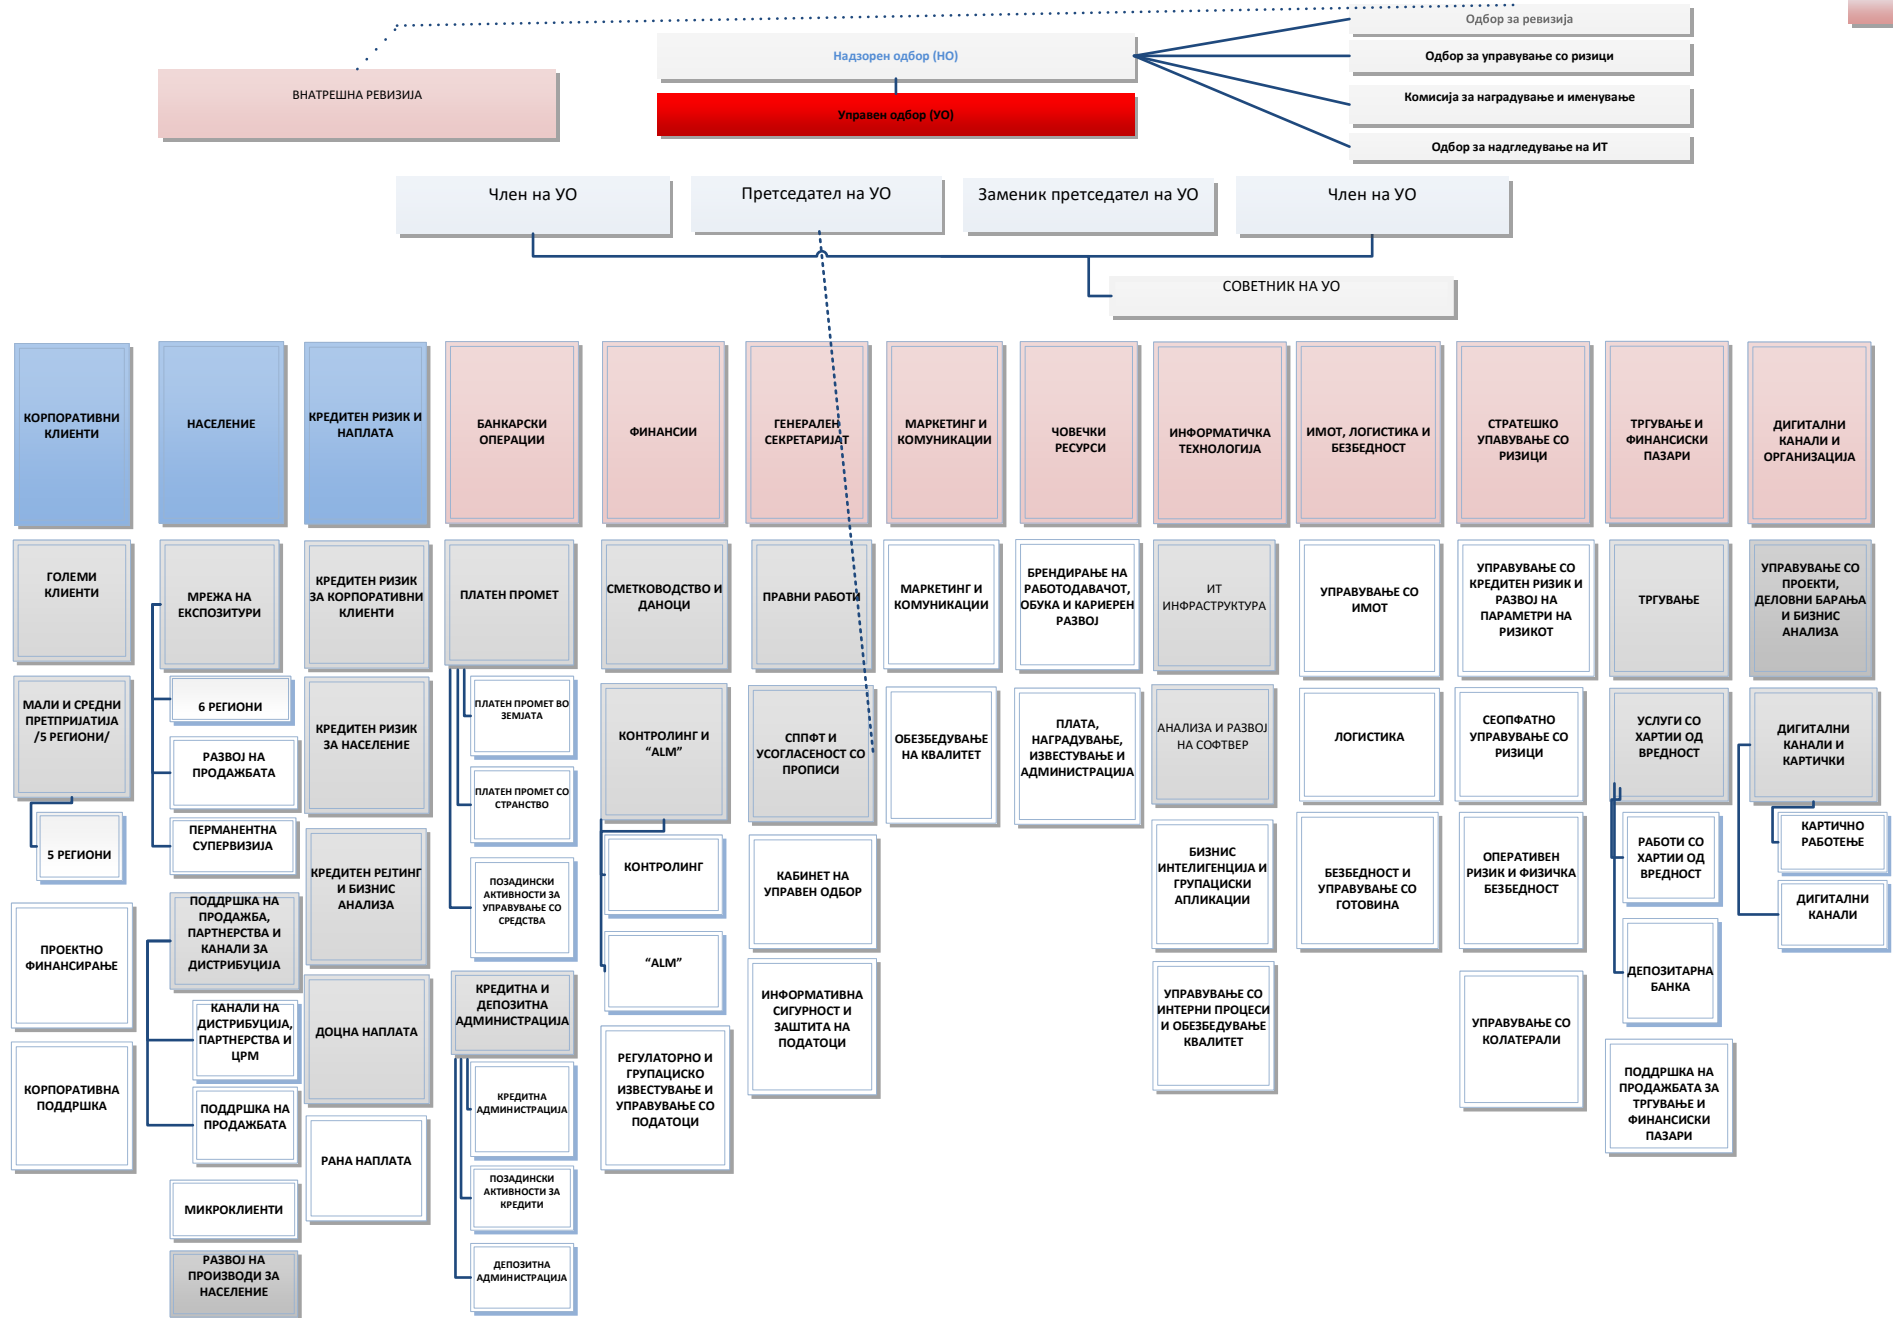 Одбор за ревизија
Надзорен одбор (НО)
Одбор за управување со ризици
ВНАТРЕШНА РЕВИЗИЈА
Комисија за наградување и именување
Управен одбор (УО)
Одбор за надгледување на ИТ
Член на УО
Претседател на УО
Заменик претседател на УО
Член на УО
СОВЕТНИК НА УО
КОРПОРАТИВНИ
КЛИЕНТИ
НАСЕЛЕНИЕ
КРЕДИТЕН РИЗИК И
НАПЛАТА
БАНКАРСКИ
ОПЕРАЦИИ
ФИНАНСИИ
ГЕНЕРАЛЕН
СЕКРЕТАРИЈАТ
МАРКЕТИНГ И
КОМУНИКАЦИИ
ЧОВЕЧКИ
РЕСУРСИ
ИНФОРМАТИЧКА
ТЕХНОЛОГИЈА
ИМОТ, ЛОГИСТИКА И
БЕЗБЕДНОСТ
СТРАТЕШКО
УПАВУВАЊЕ СО
РИЗИЦИ
ТРГУВАЊЕ И
ФИНАНСИСКИ
ПАЗАРИ
ДИГИТАЛНИ
КАНАЛИ И
ОРГАНИЗАЦИЈА
ГОЛЕМИ
КЛИЕНТИ
МАЛИ И СРЕДНИ
ПРЕТПРИЈАТИЈА
/5 РЕГИОНИ/
5 РЕГИОНИ
ПРОЕКТНО
ФИНАНСИРАЊЕ
КОРПОРАТИВНА
ПОДДРШКА
МРЕЖА НА
ЕКСПОЗИТУРИ
6 РЕГИОНИ
РАЗВОЈ НА
ПРОДАЖБАТА
ПЕРМАНЕНТНА
СУПЕРВИЗИЈА
ПОДДРШКА НА
ПРОДАЖБА,
ПАРТНЕРСТВА И
КАНАЛИ ЗА
ДИСТРИБУЦИЈА
КАНАЛИ НА
ДИСТРИБУЦИЈА,
ПАРТНЕРСТВА И
ЦРМ
ПОДДРШКА НА
ПРОДАЖБАТА
МИКРОКЛИЕНТИ
РАЗВОЈ НА
ПРОИЗВОДИ ЗА
НАСЕЛЕНИЕ
КРЕДИТЕН РИЗИК
ЗА КОРПОРАТИВНИ
КЛИЕНТИ
КРЕДИТЕН РИЗИК
ЗА НАСЕЛЕНИЕ
КРЕДИТЕН РЕЈТИНГ
И БИЗНИС
АНАЛИЗА
ДОЦНА НАПЛАТА
РАНА НАПЛАТА
ПЛАТЕН ПРОМЕТ
ПЛАТЕН ПРОМЕТ ВО
ЗЕМЈАТА
ПЛАТЕН ПРОМЕТ СО
СТРАНСТВО
ПОЗАДИНСКИ
АКТИВНОСТИ ЗА
УПРАВУВАЊЕ СО
СРЕДСТВА
КРЕДИТНА И
ДЕПОЗИТНА
АДМИНИСТРАЦИЈА
КРЕДИТНА
АДМИНИСТРАЦИЈА
ПОЗАДИНСКИ
АКТИВНОСТИ ЗА
КРЕДИТИ
ДЕПОЗИТНА
АДМИНИСТРАЦИЈА
СМЕТКОВОДСТВО И
ДАНОЦИ
КОНТРОЛИНГ И
“ALM”
КОНТРОЛИНГ
“ALM”
РЕГУЛАТОРНО И
ГРУПАЦИСКО
ИЗВЕСТУВАЊЕ И
УПРАВУВАЊЕ СО
ПОДАТОЦИ
ПРАВНИ РАБОТИ
СППФТ И
УСОГЛАСЕНОСТ СО
ПРОПИСИ
КАБИНЕТ НА
УПРАВЕН ОДБОР
ИНФОРМАТИВНА
СИГУРНОСТ И
ЗАШТИТА НА
ПОДАТОЦИ
МАРКЕТИНГ И
КОМУНИКАЦИИ
ОБЕЗБЕДУВАЊЕ
НА КВАЛИТЕТ
БРЕНДИРАЊЕ НА
РАБОТОДАВАЧОТ,
ОБУКА И КАРИЕРЕН
РАЗВОЈ
ПЛАТА,
НАГРАДУВАЊЕ,
ИЗВЕСТУВАЊЕ И
АДМИНИСТРАЦИЈА
ИТ
ИНФРАСТРУКТУРА
АНАЛИЗА И РАЗВОЈ
НА СОФТВЕР
БИЗНИС
ИНТЕЛИГЕНЦИЈА И
ГРУПАЦИСКИ
АПЛИКАЦИИ
УПРАВУВАЊЕ СО
ИНТЕРНИ ПРОЦЕСИ
И ОБЕЗБЕДУВАЊЕ
КВАЛИТЕТ
УПРАВУВАЊЕ СО
ИМОТ
ЛОГИСТИКА
БЕЗБЕДНОСТ И
УПРАВУВАЊЕ СО
ГОТОВИНА
УПРАВУВАЊЕ СО
КРЕДИТЕН РИЗИК И
РАЗВОЈ НА
ПАРАМЕТРИ НА
РИЗИКОТ
СЕОПФАТНО
УПРАВУВАЊЕ СО
РИЗИЦИ
ОПЕРАТИВЕН
РИЗИК И ФИЗИЧКА
БЕЗБЕДНОСТ
УПРАВУВАЊЕ СО
КОЛАТЕРАЛИ
ТРГУВАЊЕ
УСЛУГИ СО
ХАРТИИ ОД
ВРЕДНОСТ
РАБОТИ СО
ХАРТИИ ОД
ВРЕДНОСТ
ДЕПОЗИТАРНА
БАНКА
ПОДДРШКА НА
ПРОДАЖБАТА ЗА
ТРГУВАЊЕ И
ФИНАНСИСКИ
ПАЗАРИ
УПРАВУВАЊЕ СО
ПРОЕКТИ,
ДЕЛОВНИ БАРАЊА
И БИЗНИС
АНАЛИЗА
ДИГИТАЛНИ
КАНАЛИ И
КАРТИЧКИ
КАРТИЧНО
РАБОТЕЊЕ
ДИГИТАЛНИ
КАНАЛИ